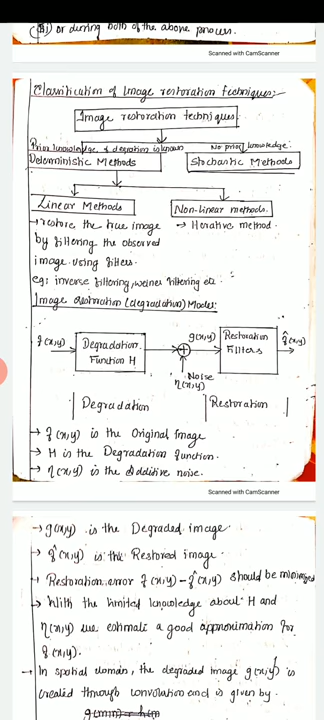 (iii) or during both of the above process.
Scanned with CamScanner
Classification of Image restoration techniques:-
Image restoration techniques
Prior knowledge of degration is known
No prior knowledge.
Deterministic Methods
Stochastic Methods
Linear Methods
Non-linear methods.
→ restore the true image
→ Iterative method.
by filtering the observed
image using filters.
eg: inverse filtering, weiner filtering etc.
Image Restoration (degradation) Model:
f(x,y)
Degradation Function H
g(x,y)
Restoration Filters
f^(x,y)
+
Noise
η(x,y)
Degradation
Restoration
→ f(x,y) is the Original Image
→ H is the Degradation function.
→ η(x,y) is the Additive noise.
Scanned with CamScanner
→ g(x,y) is the Degraded image.
→ f^(x,y) is the Restored image.
→ Restoration error f(x,y) - f^(x,y) should be minimized
→ With the limited knowledge about H and
η(x,y) we estimate a good approximation for
f(x,y).
→ In spatial domain, the degraded image g(x,y) is
created through convolution and is given by.